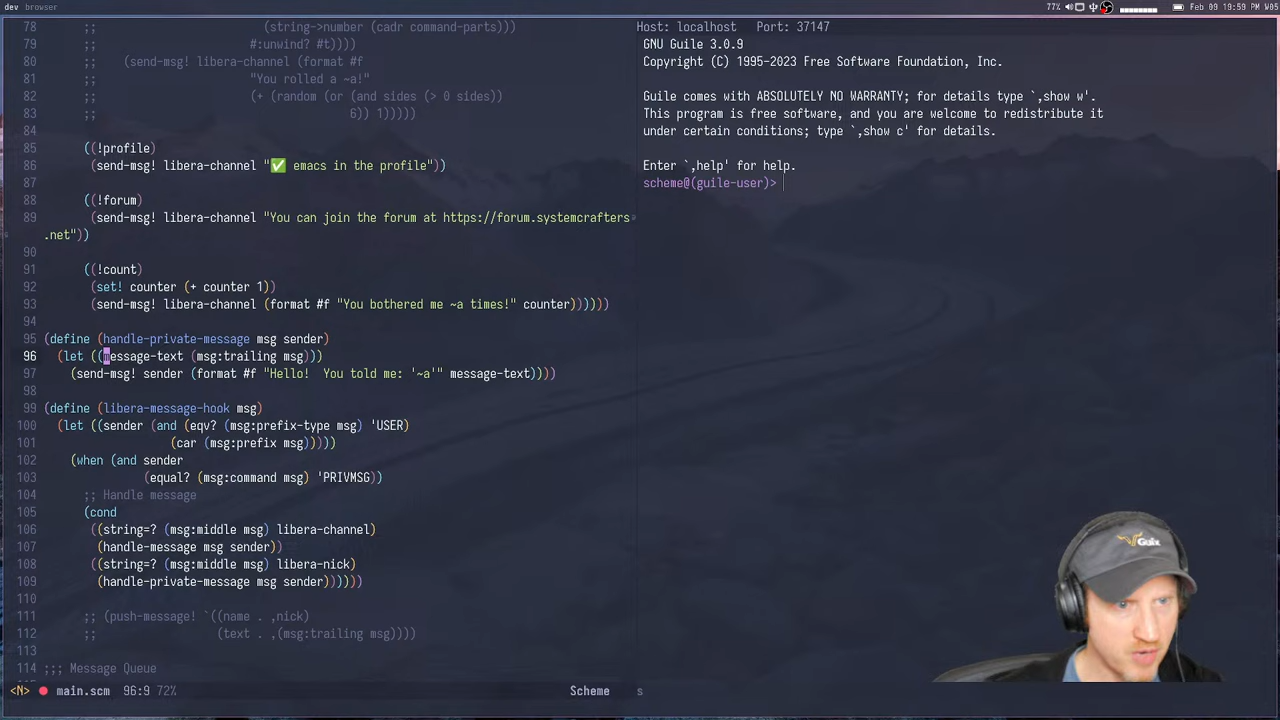 dev browser
77% Feb 09 19:59 W05
78 ;; (string->number (cadr command-parts)))
79 ;; #:unwind? #t))))
80 ;; (send-msg! libera-channel (format #f
81 ;; "You rolled a ~a!"
82 ;; (+ (random (or (and sides (> 0 sides))
83 ;; 6)) 1)))))
84
85 ((!profile)
86 (send-msg! libera-channel "✅ emacs in the profile"))
87
88 ((!forum)
89 (send-msg! libera-channel "You can join the forum at https://forum.systemcrafters
.net"))
90
91 ((!count)
92 (set! counter (+ counter 1))
93 (send-msg! libera-channel (format #f "You bothered me ~a times!" counter))))))
94
95 (define (handle-private-message msg sender)
96 (let ((message-text (msg:trailing msg)))
97 (send-msg! sender (format #f "Hello!  You told me: '~a'" message-text))))
98
99 (define (libera-message-hook msg)
100 (let ((sender (and (eqv? (msg:prefix-type msg) 'USER)
101 (car (msg:prefix msg)))))
102 (when (and sender
103 (equal? (msg:command msg) 'PRIVMSG))
104 ;; Handle message
105 (cond
106 ((string=? (msg:middle msg) libera-channel)
107 (handle-message msg sender))
108 ((string=? (msg:middle msg) libera-nick)
109 (handle-private-message msg sender))))))
110
111 ;; (push-message! `((name . ,nick)
112 ;; (text . ,(msg:trailing msg))))
113
114 ;;; Message Queue
<N> main.scm 96:9 72% Scheme
Host: localhost Port: 37147
GNU Guile 3.0.9
Copyright (C) 1995-2023 Free Software Foundation, Inc.
Guile comes with ABSOLUTELY NO WARRANTY; for details type `,show w'.
This program is free software, and you are welcome to redistribute it
under certain conditions; type `,show c' for details.
Enter `,help' for help.
scheme@(guile-user)>
Guix